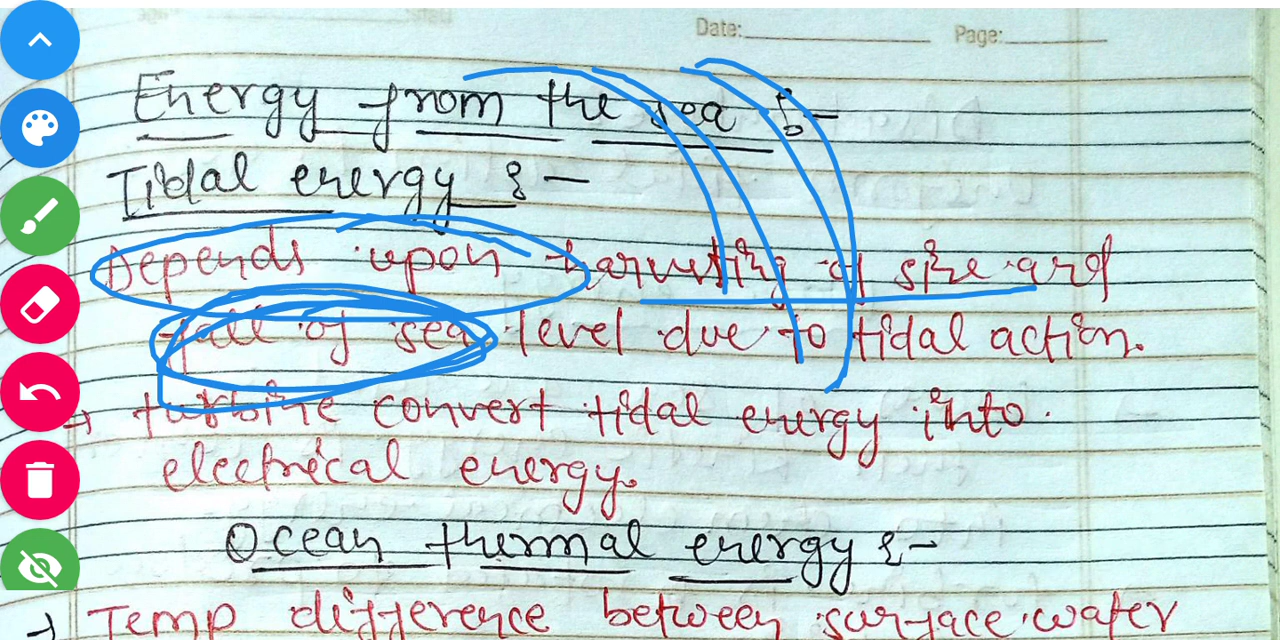 Date: Page:
Energy from the sea :-
Tidal energy :-
Depends upon harvesting of sire and
fall of sea level due to tidal action.
→ turbine convert tidal energy into
electrical energy.
Ocean thermal energy :-
→ Temp difference between surface water